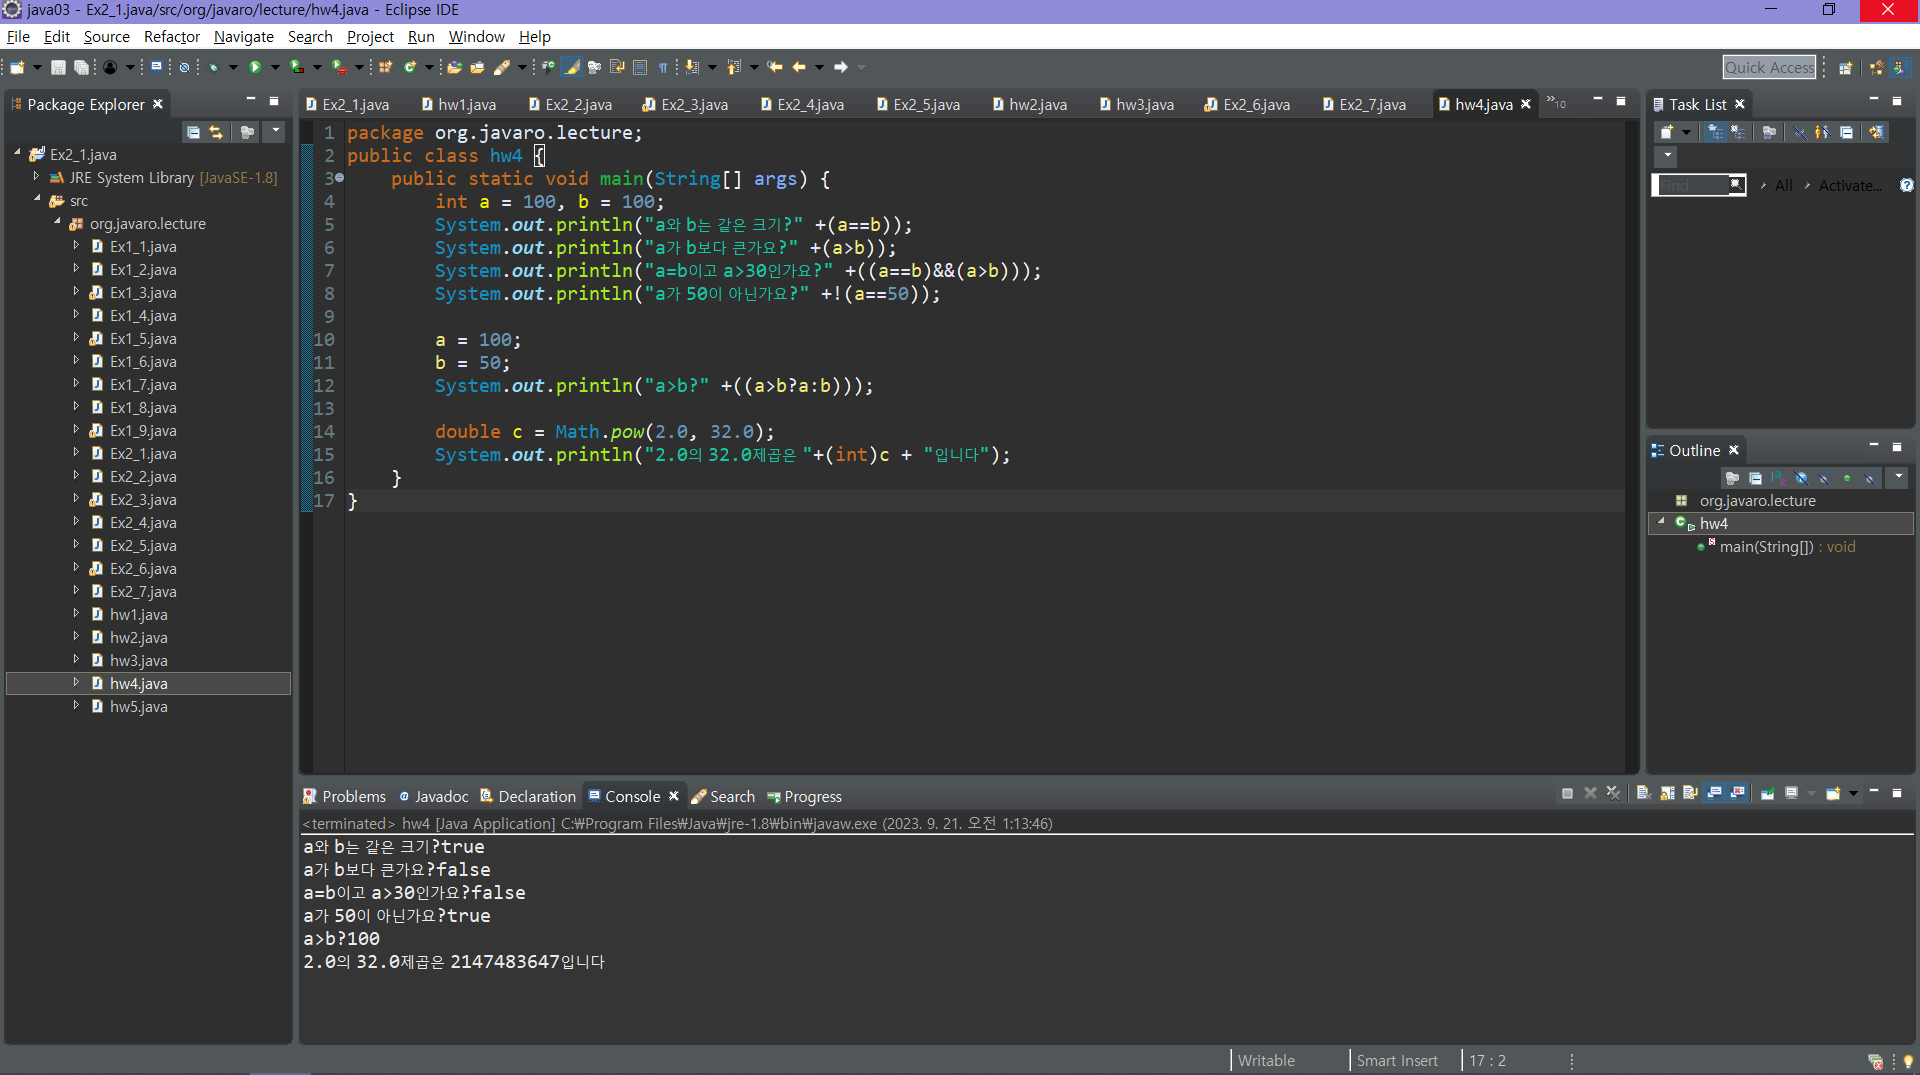 java03 - Ex2_1.java/src/org/javaro/lecture/hw4.java - Eclipse IDE
File Edit Source Refactor Navigate Search Project Run Window Help
Quick Access
Package Explorer
Ex2_1.java
JRE System Library [JavaSE-1.8]
src
org.javaro.lecture
Ex1_1.java
Ex1_2.java
Ex1_3.java
Ex1_4.java
Ex1_5.java
Ex1_6.java
Ex1_7.java
Ex1_8.java
Ex1_9.java
Ex2_1.java
Ex2_2.java
Ex2_3.java
Ex2_4.java
Ex2_5.java
Ex2_6.java
Ex2_7.java
hw1.java
hw2.java
hw3.java
hw4.java
hw5.java
Ex2_1.java hw1.java Ex2_2.java Ex2_3.java Ex2_4.java Ex2_5.java hw2.java hw3.java Ex2_6.java Ex2_7.java hw4.java »10
1 package org.javaro.lecture;
2 public class hw4 {
3 public static void main(String[] args) {
4 int a = 100, b = 100;
5 System.out.println("a와 b는 같은 크기?" +(a==b));
6 System.out.println("a가 b보다 큰가요?" +(a>b));
7 System.out.println("a=b이고 a>30인가요?" +((a==b)&&(a>b)));
8 System.out.println("a가 50이 아닌가요?" +!(a==50));
9
10 a = 100;
11 b = 50;
12 System.out.println("a>b?" +((a>b?a:b)));
13
14 double c = Math.pow(2.0, 32.0);
15 System.out.println("2.0의 32.0제곱은 "+(int)c + "입니다");
16 }
17 }
Task List
Find All Activate...
Outline
org.javaro.lecture
hw4
main(String[]) : void
Problems Javadoc Declaration Console Search Progress
<terminated> hw4 [Java Application] C:₩Program Files₩Java₩jre-1.8₩bin₩javaw.exe (2023. 9. 21. 오전 1:13:46)
a와 b는 같은 크기?true
a가 b보다 큰가요?false
a=b이고 a>30인가요?false
a가 50이 아닌가요?true
a>b?100
2.0의 32.0제곱은 2147483647입니다
Writable Smart Insert 17 : 2